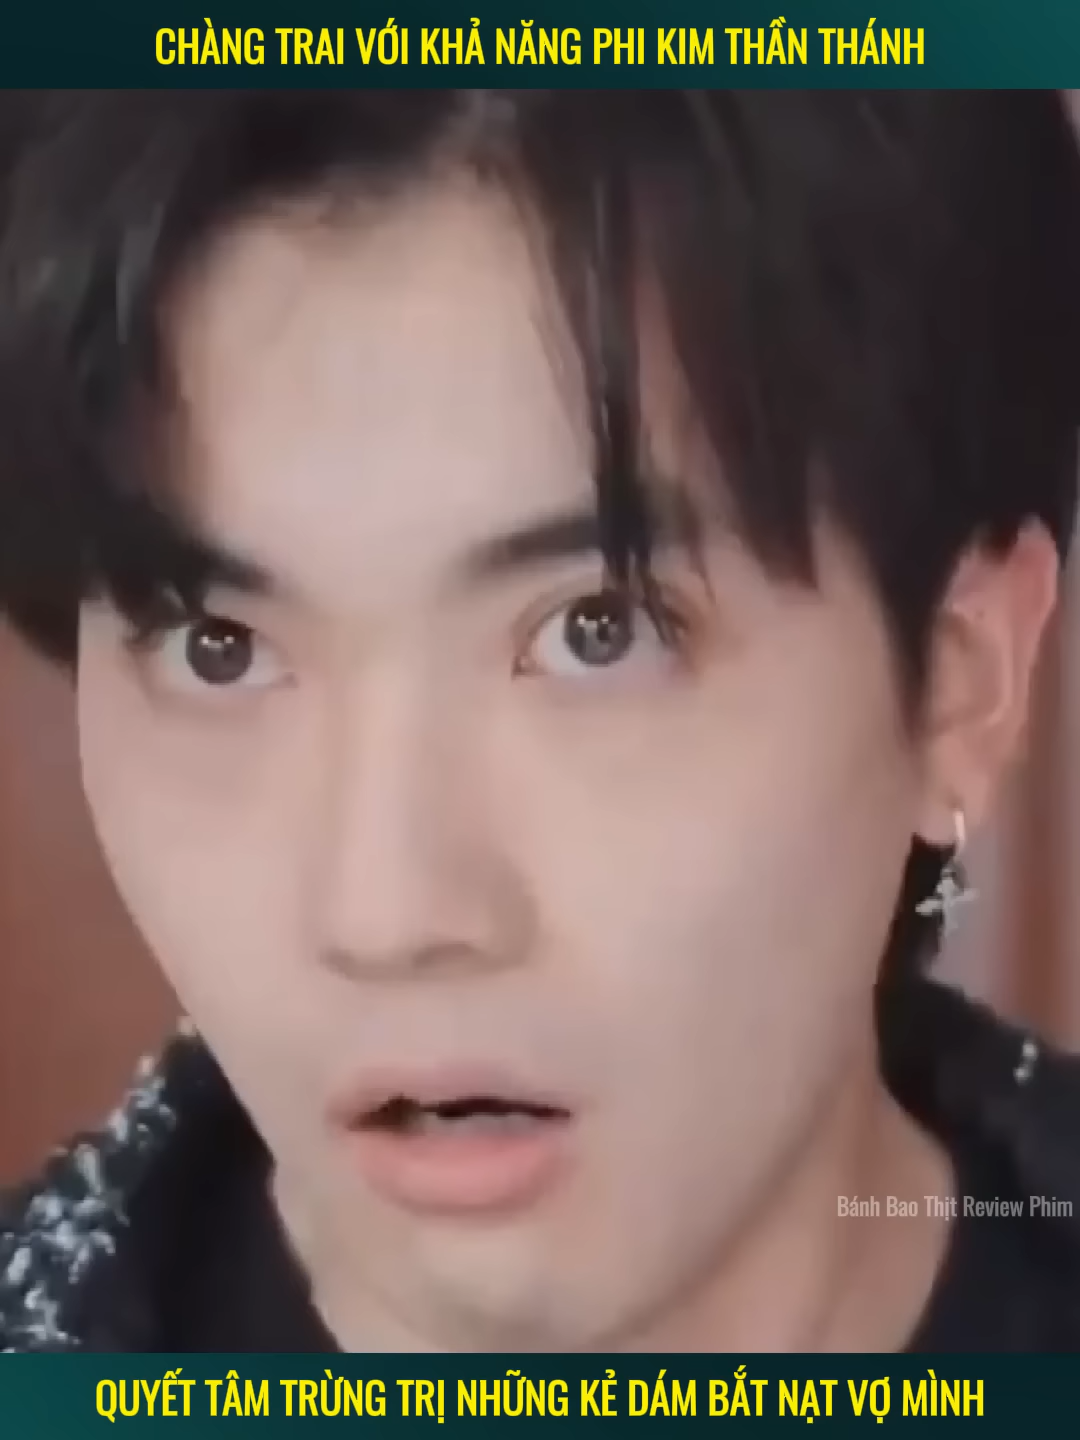 CHÀNG TRAI VỚI KHẢ NĂNG PHI KIM THẦN THÁNH
Bánh Bao Thịt Review Phim
QUYẾT TÂM TRỪNG TRỊ NHỮNG KẺ DÁM BẮT NẠT VỢ MÌNH